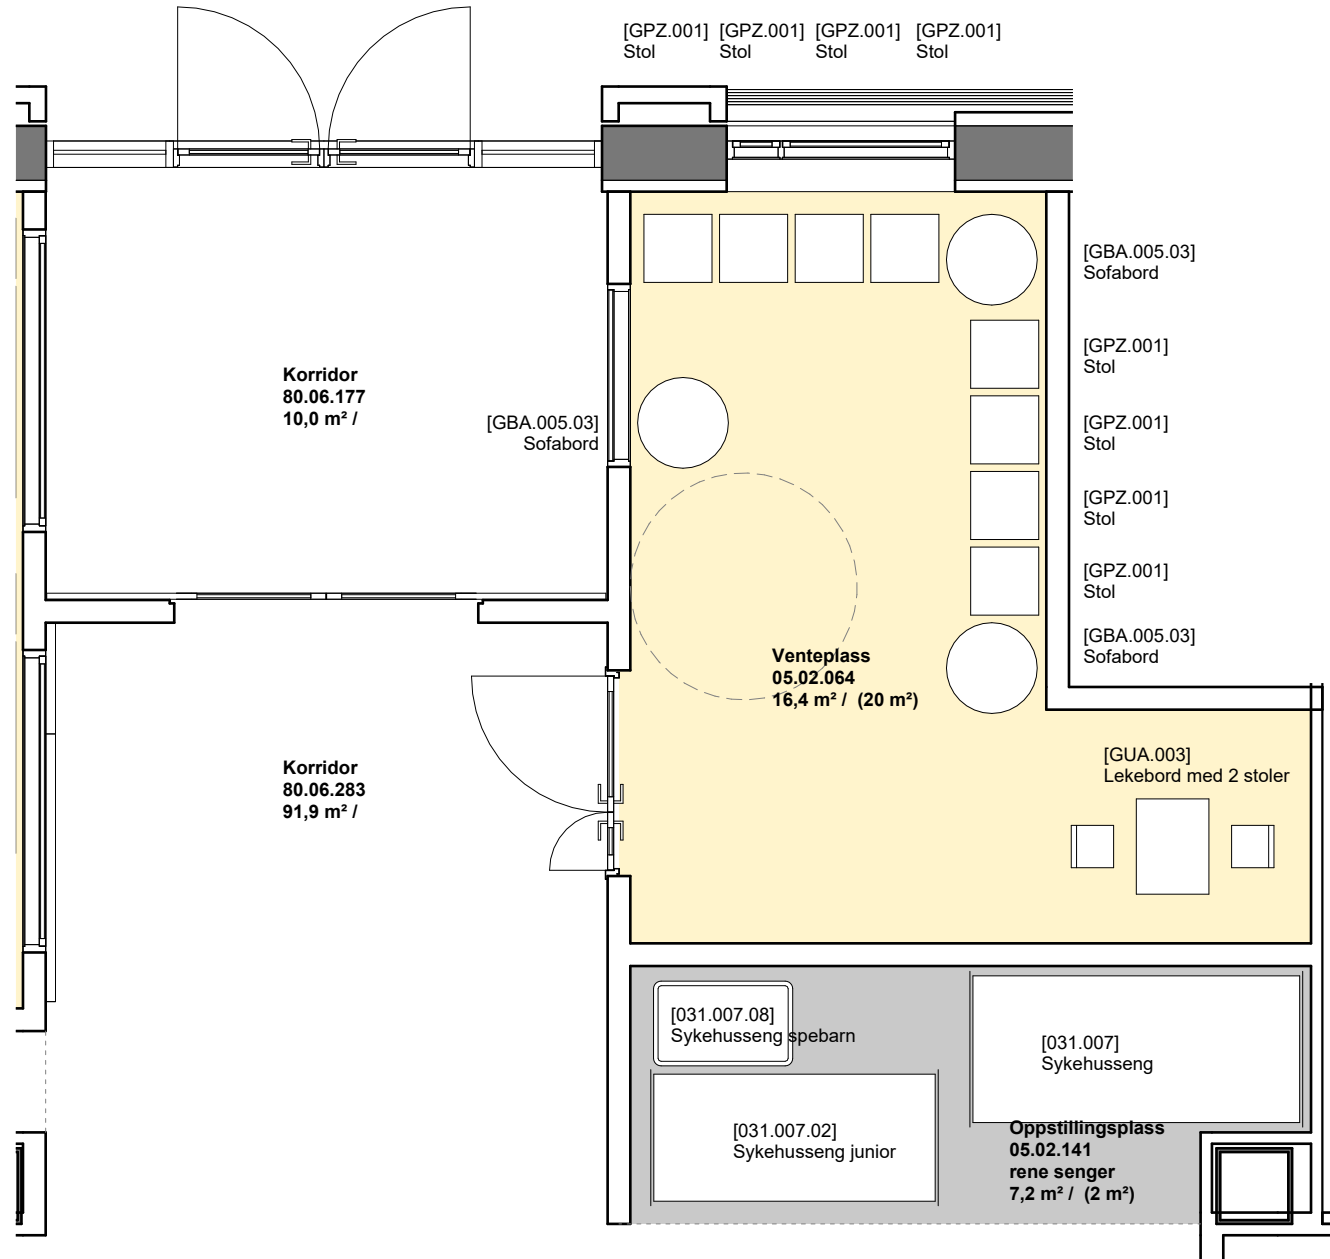 [GPZ.001]
Stol
[GPZ.001]
Stol
[GPZ.001]
Stol
[GPZ.001]
Stol
[GBA.005.03]
Sofabord
[GPZ.001]
Stol
Korridor
80.06.177
10,0 m² /
[GBA.005.03]
Sofabord
[GPZ.001]
Stol
[GPZ.001]
Stol
[GPZ.001]
Stol
[GBA.005.03]
Sofabord
Venteplass
05.02.064
16,4 m² / (20 m²)
Korridor
80.06.283
91,9 m² /
[GUA.003]
Lekebord med 2 stoler
[031.007.08]
Sykehusseng spebarn
[031.007]
Sykehusseng
[031.007.02]
Sykehusseng junior
Oppstillingsplass
05.02.141
rene senger
7,2 m² / (2 m²)